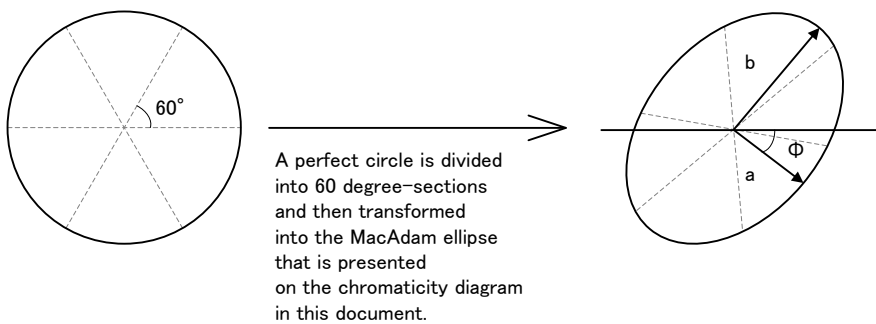 60°
A perfect circle is divided
into 60 degree-sections
and then transformed
into the MacAdam ellipse
that is presented
on the chromaticity diagram
in this document.
b
Φ
a